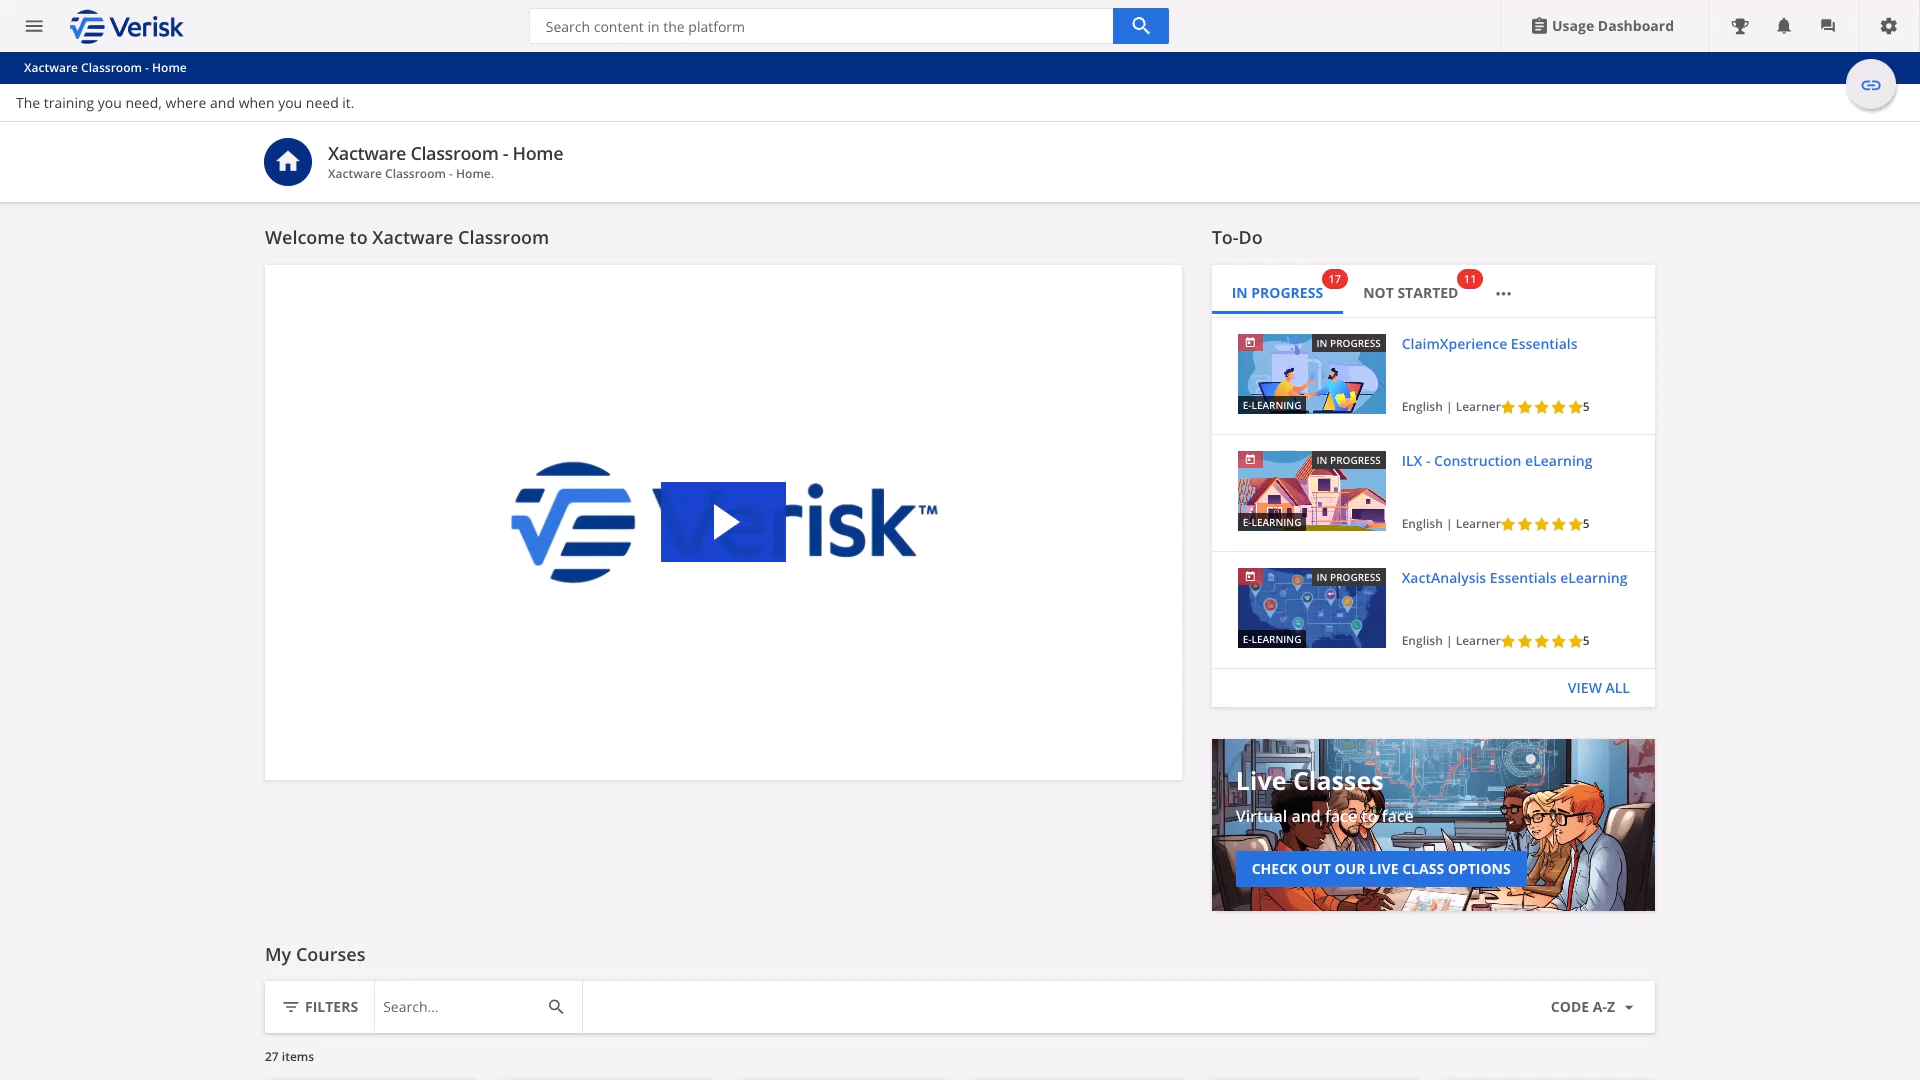 Verisk
Search content in the platform
Usage Dashboard
Xactware Classroom - Home
The training you need, where and when you need it.
Xactware Classroom - Home
Xactware Classroom - Home.
Welcome to Xactware Classroom
Verisk™
To-Do
IN PROGRESS 17
NOT STARTED 11
IN PROGRESS
E-LEARNING
ClaimXperience Essentials
English | Learner 5
IN PROGRESS
E-LEARNING
ILX - Construction eLearning
English | Learner 5
IN PROGRESS
E-LEARNING
XactAnalysis Essentials eLearning
English | Learner 5
VIEW ALL
Live Classes
Virtual and face to face
CHECK OUT OUR LIVE CLASS OPTIONS
My Courses
FILTERS
Search...
CODE A-Z
27 items